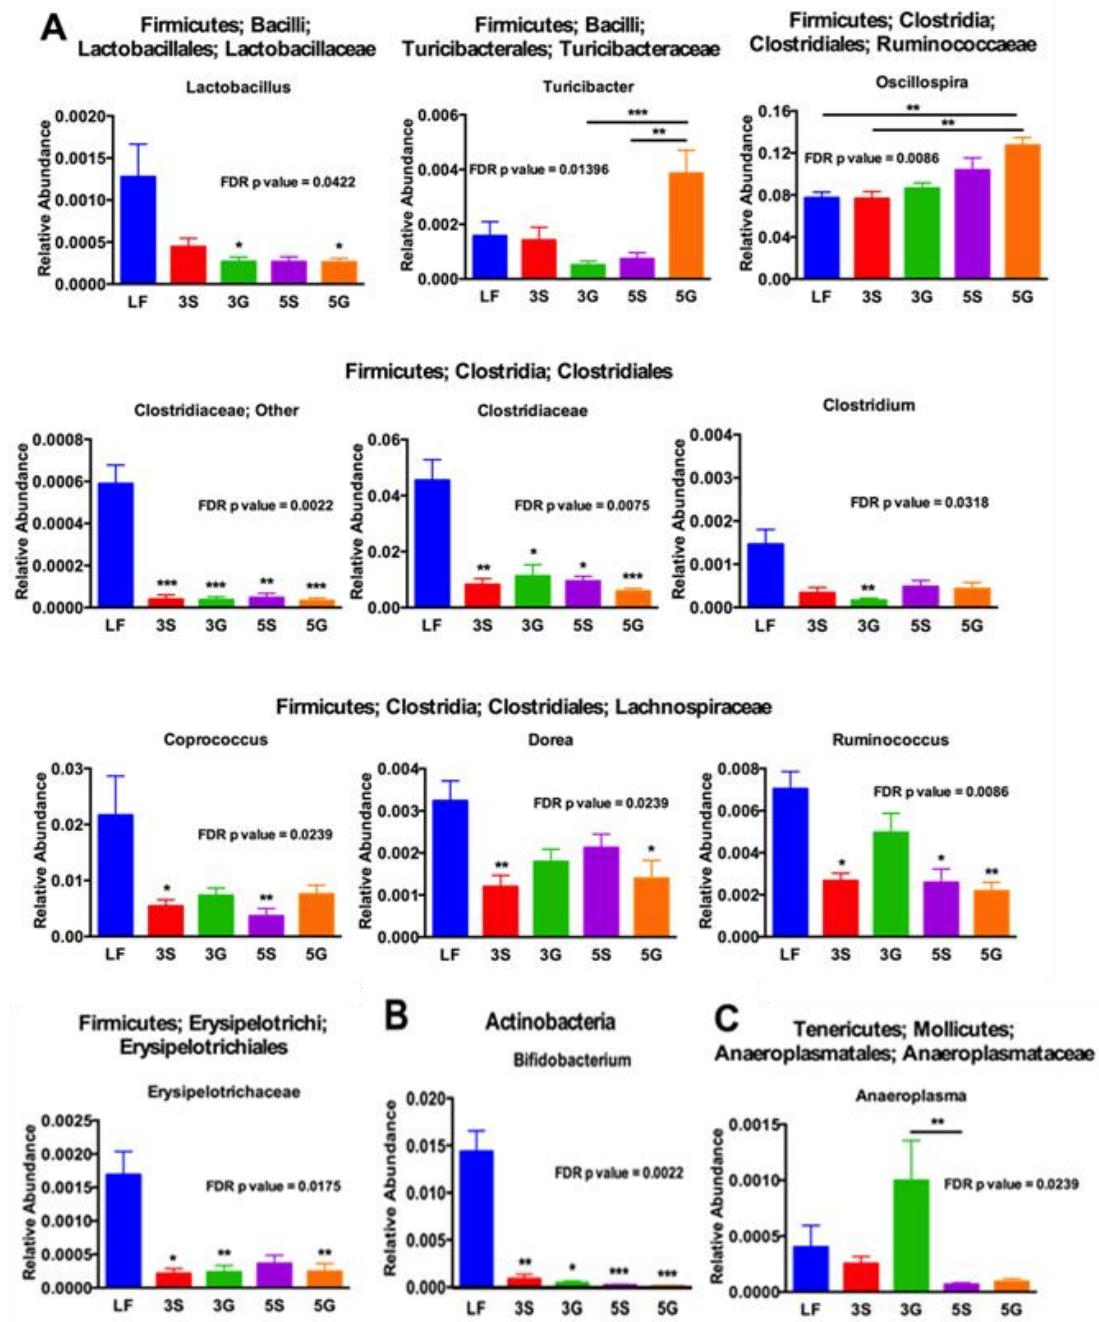 A
Firmicutes; Bacilli;
Lactobacillales; Lactobacillaceae
Lactobacillus
Relative Abundance
0.0020
0.0015
0.0010
0.0005
0.0000
FDR p value = 0.0422
*
*
LF 3S 3G 5S 5G
Firmicutes; Bacilli;
Turicibacterales; Turicibacteraceae
Turicibacter
Relative Abundance
0.006
0.004
0.002
0.000
***
**
FDR p value = 0.01396
LF 3S 3G 5S 5G
Firmicutes; Clostridia;
Clostridiales; Ruminococcaeae
Oscillospira
Relative Abundance
0.16
0.12
0.08
0.04
0.00
**
**
FDR p value = 0.0086
LF 3S 3G 5S 5G
Firmicutes; Clostridia; Clostridiales
Clostridiaceae; Other
Relative Abundance
0.0008
0.0006
0.0004
0.0002
0.0000
FDR p value = 0.0022
*** *** ** ***
LF 3S 3G 5S 5G
Clostridiaceae
Relative Abundance
0.06
0.04
0.02
0.00
FDR p value = 0.0075
** * * ***
LF 3S 3G 5S 5G
Clostridium
Relative Abundance
0.004
0.003
0.002
0.001
0.000
FDR p value = 0.0318
**
LF 3S 3G 5S 5G
Firmicutes; Clostridia; Clostridiales; Lachnospiraceae
Coprococcus
Relative Abundance
0.03
0.02
0.01
0.00
FDR p value = 0.0239
* **
LF 3S 3G 5S 5G
Dorea
Relative Abundance
0.004
0.003
0.002
0.001
0.000
FDR p value = 0.0239
** *
LF 3S 3G 5S 5G
Ruminococcus
Relative Abundance
0.008
0.006
0.004
0.002
0.000
FDR p value = 0.0086
* * **
LF 3S 3G 5S 5G
Firmicutes; Erysipelotrichi;
Erysipelotrichiales
Erysipelotrichaceae
Relative Abundance
0.0025
0.0020
0.0015
0.0010
0.0005
0.0000
FDR p value = 0.0175
* ** **
LF 3S 3G 5S 5G
B
Actinobacteria
Bifidobacterium
Relative Abundance
0.020
0.015
0.010
0.005
0.000
FDR p value = 0.0022
** * *** ***
LF 3S 3G 5S 5G
C
Tenericutes; Mollicutes;
Anaeroplasmatales; Anaeroplasmataceae
Anaeroplasma
Relative Abundance
0.0015
0.0010
0.0005
0.0000
**
FDR p value = 0.0239
LF 3S 3G 5S 5G